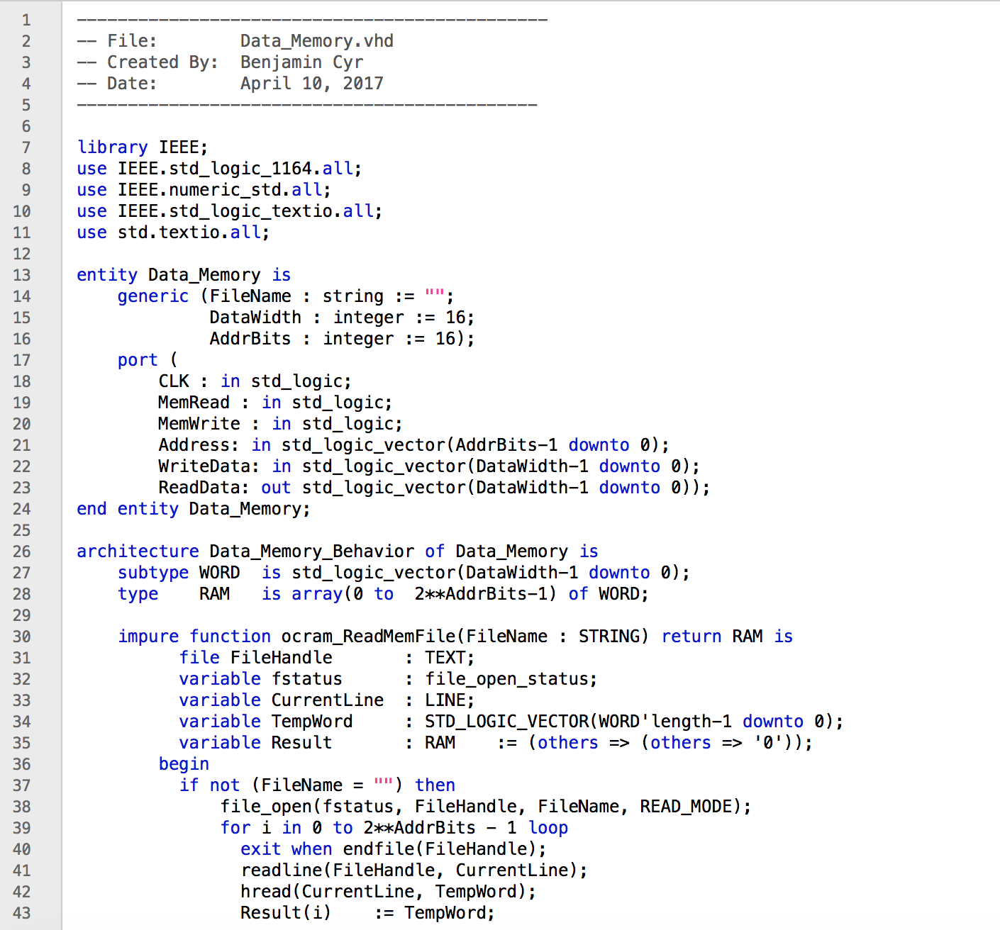 1 ----------------------------------------------
2 -- File:        Data_Memory.vhd
3 -- Created By:  Benjamin Cyr
4 -- Date:        April 10, 2017
5 ---------------------------------------------
6
7 library IEEE;
8 use IEEE.std_logic_1164.all;
9 use IEEE.numeric_std.all;
10 use IEEE.std_logic_textio.all;
11 use std.textio.all;
12
13 entity Data_Memory is
14     generic (FileName : string := "";
15              DataWidth : integer := 16;
16              AddrBits : integer := 16);
17     port (
18         CLK : in std_logic;
19         MemRead : in std_logic;
20         MemWrite : in std_logic;
21         Address: in std_logic_vector(AddrBits-1 downto 0);
22         WriteData: in std_logic_vector(DataWidth-1 downto 0);
23         ReadData: out std_logic_vector(DataWidth-1 downto 0));
24 end entity Data_Memory;
25
26 architecture Data_Memory_Behavior of Data_Memory is
27     subtype WORD  is std_logic_vector(DataWidth-1 downto 0);
28     type    RAM   is array(0 to  2**AddrBits-1) of WORD;
29
30     impure function ocram_ReadMemFile(FileName : STRING) return RAM is
31           file FileHandle       : TEXT;
32           variable fstatus      : file_open_status;
33           variable CurrentLine  : LINE;
34           variable TempWord     : STD_LOGIC_VECTOR(WORD'length-1 downto 0);
35           variable Result       : RAM    := (others => (others => '0'));
36         begin
37           if not (FileName = "") then
38               file_open(fstatus, FileHandle, FileName, READ_MODE);
39               for i in 0 to 2**AddrBits - 1 loop
40                 exit when endfile(FileHandle);
41                 readline(FileHandle, CurrentLine);
42                 hread(CurrentLine, TempWord);
43                 Result(i)    := TempWord;